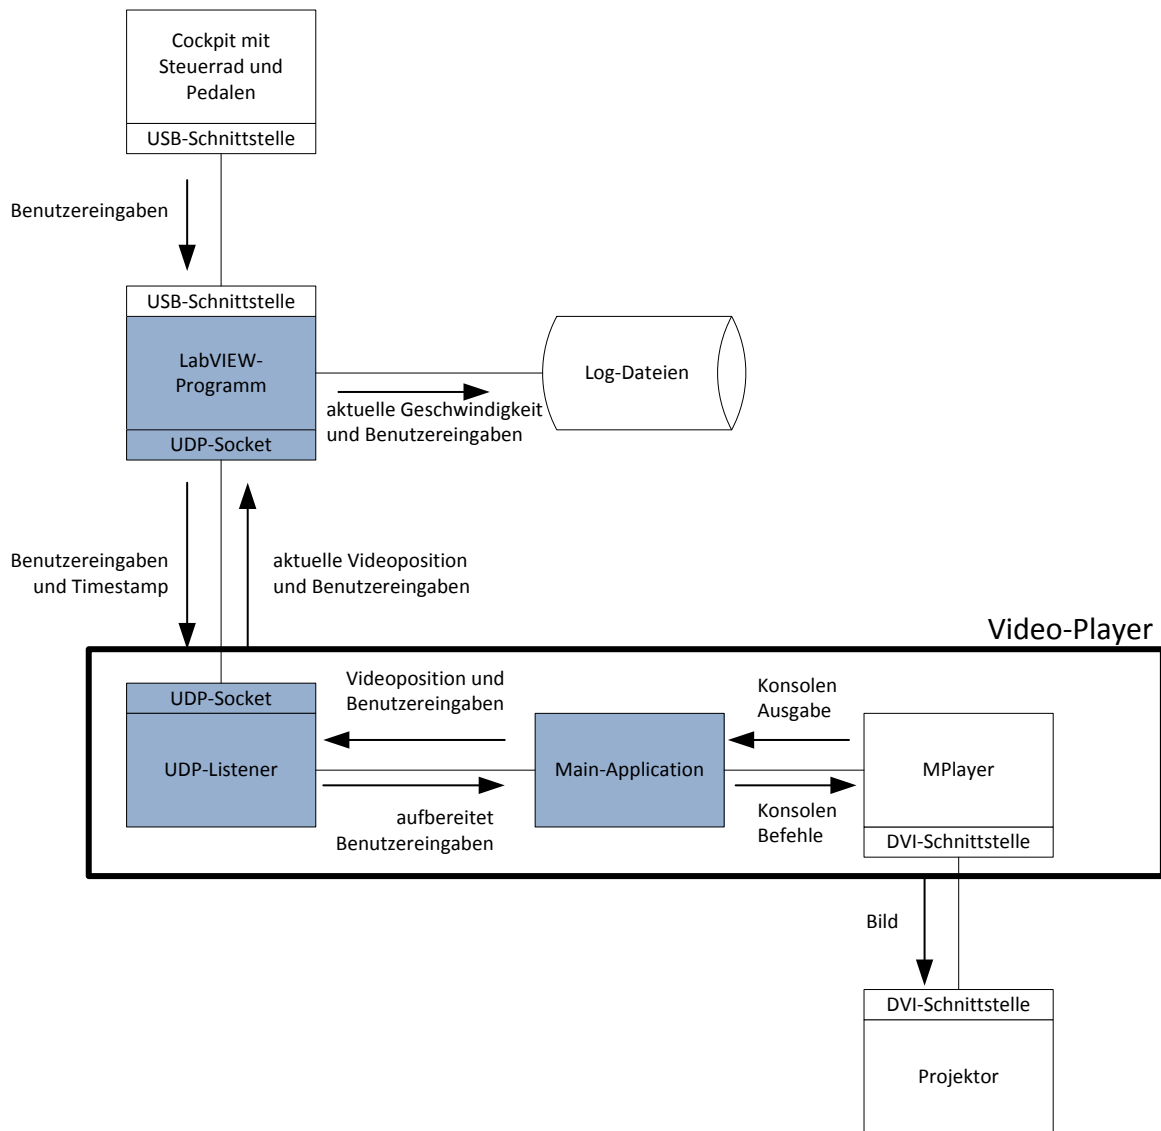 Cockpit mit
Steuerrad und
Pedalen
USB-Schnittstelle
Benutzereingaben
USB-Schnittstelle
LabVIEW-
Programm
UDP-Socket
Log-Dateien
aktuelle Geschwindigkeit
und Benutzereingaben
Benutzereingaben
und Timestamp
aktuelle Videoposition
und Benutzereingaben
Video-Player
UDP-Socket
UDP-Listener
Videoposition und
Benutzereingaben
aufbereitet
Benutzereingaben
Main-Application
Konsolen
Ausgabe
Konsolen
Befehle
MPlayer
DVI-Schnittstelle
Bild
DVI-Schnittstelle
Projektor